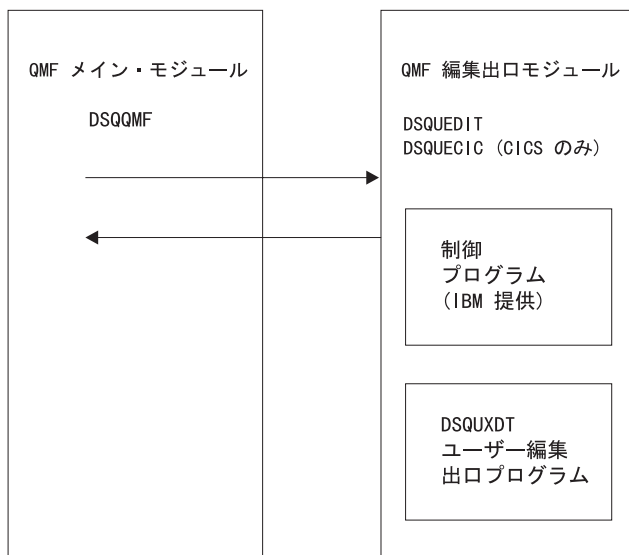 QMF メイン・モジュール
DSQQMF
QMF 編集出口モジュール
DSQUEDIT
DSQUECIC (CICS のみ)
制御
プログラム
(IBM 提供)
DSQUXDT
ユーザー編集
出口プログラム